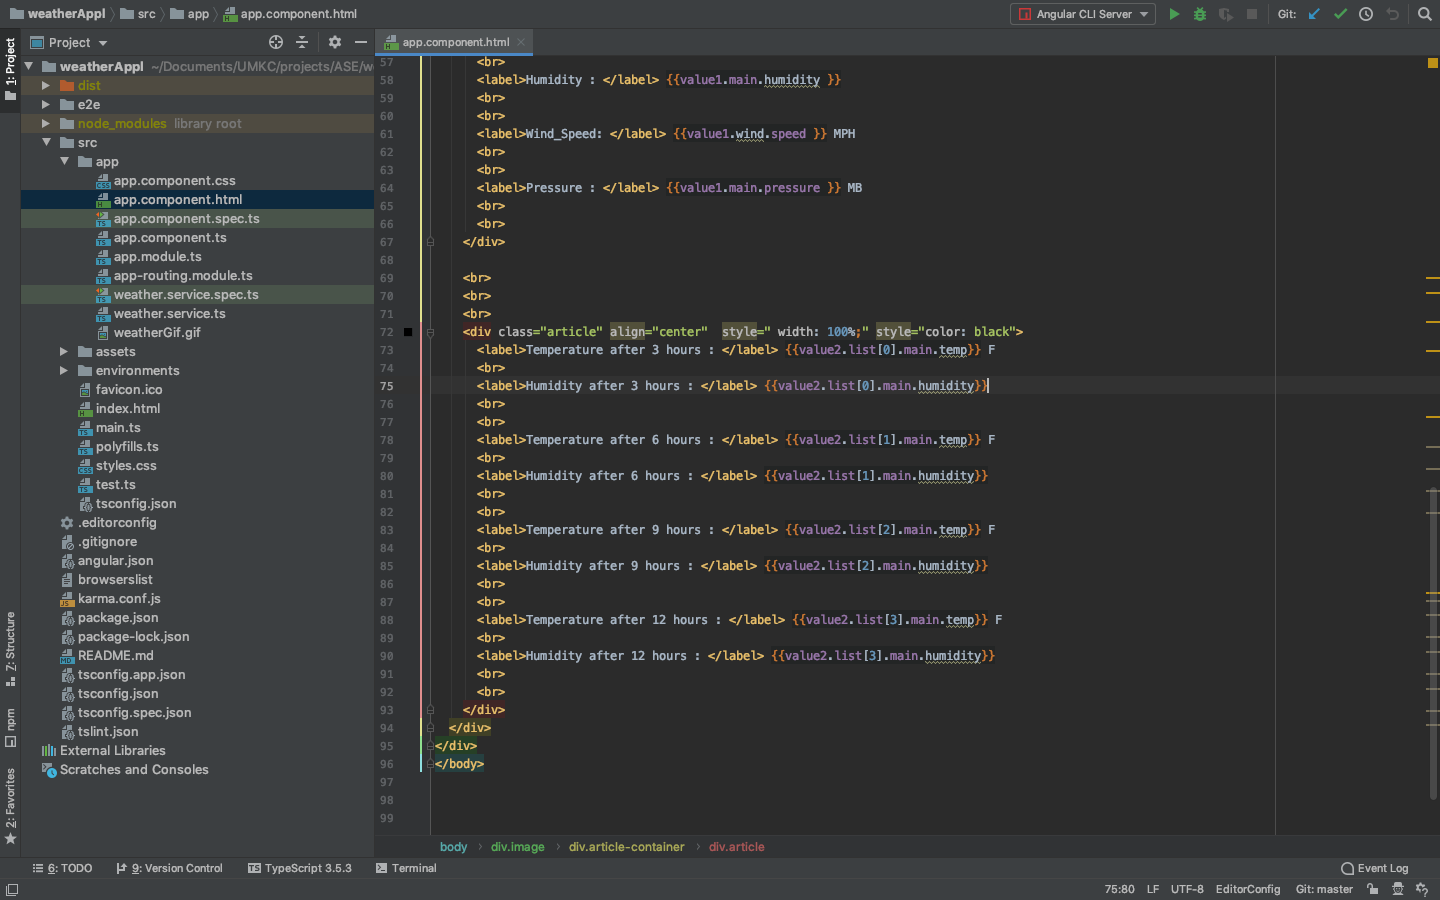 weatherAppl
src
app
app.component.html
Angular CLI Server
Git:
Project
app.component.html
1: Project
weatherAppl ~/Documents/UMKC/projects/ASE/w
dist
e2e
node_modules library root
src
app
app.component.css
app.component.html
app.component.spec.ts
app.component.ts
app.module.ts
app-routing.module.ts
weather.service.spec.ts
weather.service.ts
weatherGif.gif
assets
environments
favicon.ico
index.html
main.ts
polyfills.ts
styles.css
test.ts
tsconfig.json
.editorconfig
.gitignore
angular.json
browserslist
karma.conf.js
package.json
package-lock.json
README.md
tsconfig.app.json
tsconfig.json
tsconfig.spec.json
tslint.json
External Libraries
Scratches and Consoles
Z: Structure
npm
2: Favorites
57 <br>
58 <label>Humidity : </label> {{value1.main.humidity }}
59 <br>
60 <br>
61 <label>Wind_Speed: </label> {{value1.wind.speed }} MPH
62 <br>
63 <br>
64 <label>Pressure : </label> {{value1.main.pressure }} MB
65 <br>
66 <br>
67 </div>
68
69 <br>
70 <br>
71 <br>
72 <div class="article" align="center"  style=" width: 100%;" style="color: black">
73 <label>Temperature after 3 hours : </label> {{value2.list[0].main.temp}} F
74 <br>
75 <label>Humidity after 3 hours : </label> {{value2.list[0].main.humidity}}
76 <br>
77 <br>
78 <label>Temperature after 6 hours : </label> {{value2.list[1].main.temp}} F
79 <br>
80 <label>Humidity after 6 hours : </label> {{value2.list[1].main.humidity}}
81 <br>
82 <br>
83 <label>Temperature after 9 hours : </label> {{value2.list[2].main.temp}} F
84 <br>
85 <label>Humidity after 9 hours : </label> {{value2.list[2].main.humidity}}
86 <br>
87 <br>
88 <label>Temperature after 12 hours : </label> {{value2.list[3].main.temp}} F
89 <br>
90 <label>Humidity after 12 hours : </label> {{value2.list[3].main.humidity}}
91 <br>
92 <br>
93 </div>
94 </div>
95 </div>
96 </body>
97
98
99
body › div.image › div.article-container › div.article
6: TODO
9: Version Control
TypeScript 3.5.3
Terminal
Event Log
75:80 LF UTF-8 EditorConfig Git: master